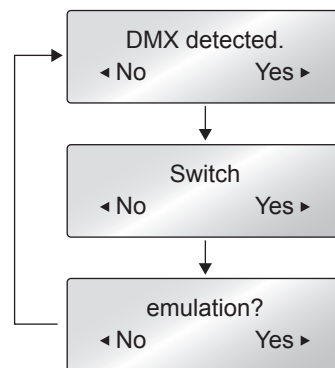 DMX detected.
◂ No Yes ▸
Switch
◂ No Yes ▸
emulation?
◂ No Yes ▸